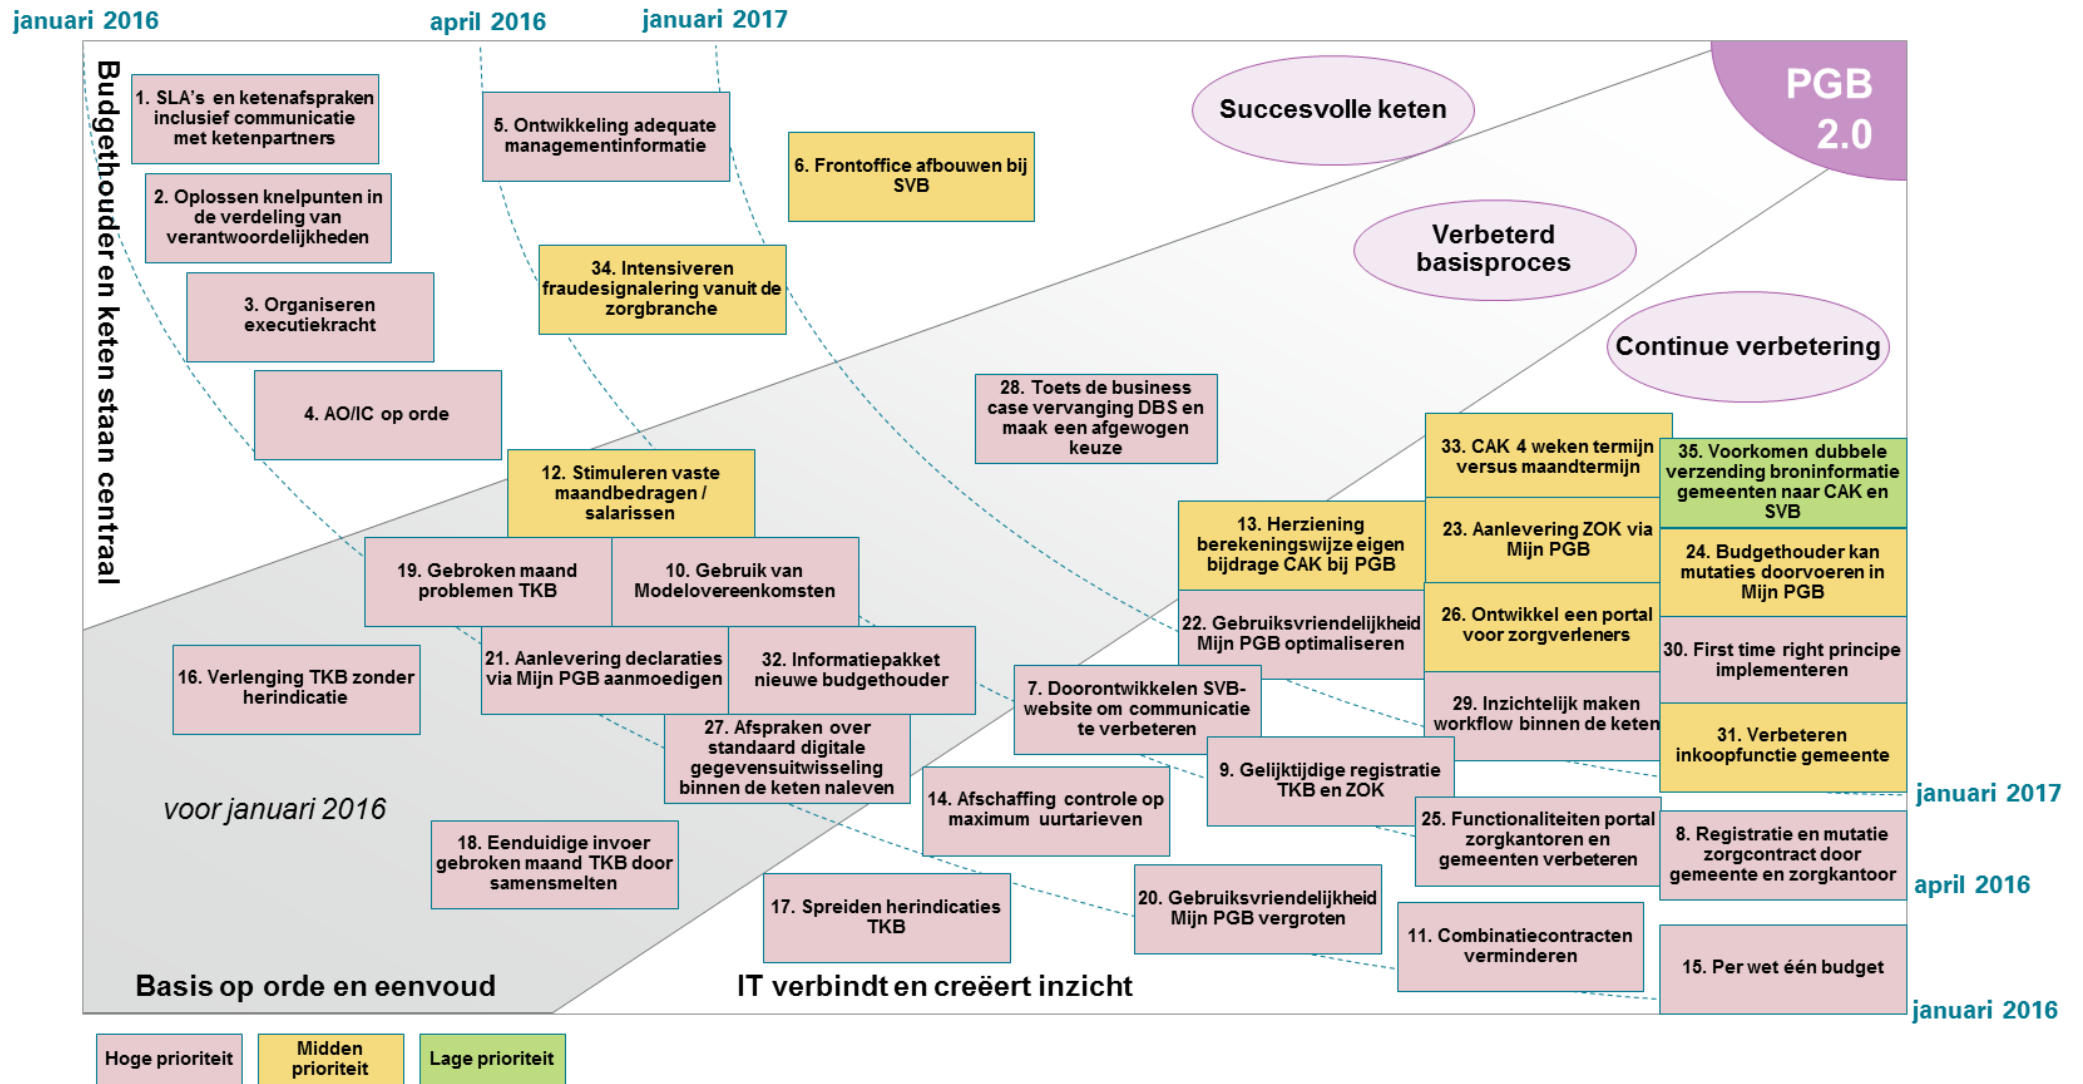 januari 2016
april 2016
januari 2017
Budgethouder en keten staan centraal
1. SLA's en ketenafspraken
inclusief communicatie
met ketenpartners
2. Oplossen knelpunten in
de verdeling van
verantwoordelijkheden
3. Organiseren
executiekracht
4. AO/IC op orde
5. Ontwikkeling adequate
managementinformatie
6. Frontoffice afbouwen bij
SVB
34. Intensiveren
fraudesignalering vanuit de
zorgbranche
Succesvolle keten
PGB
2.0
Verbeterd
basisproces
Continue verbetering
28. Toets de business
case vervanging DBS en
maak een afgewogen
keuze
12. Stimuleren vaste
maandbedragen /
salarissen
19. Gebroken maand
problemen TKB
10. Gebruik van
Modelovereenkomsten
16. Verlenging TKB zonder
herindicatie
21. Aanlevering declaraties
via Mijn PGB aanmoedigen
32. Informatiepakket
nieuwe budgethouder
27. Afspraken over
standaard digitale
gegevensuitwisseling
binnen de keten naleven
voor januari 2016
18. Eenduidige invoer
gebroken maand TKB door
samensmelten
13. Herziening
berekeningswijze eigen
bijdrage CAK bij PGB
22. Gebruiksvriendelijkheid
Mijn PGB optimaliseren
7. Doorontwikkelen SVB-
website om communicatie
te verbeteren
9. Gelijktijdige registratie
TKB en ZOK
14. Afschaffing controle op
maximum uurtarieven
17. Spreiden herindicaties
TKB
20. Gebruiksvriendelijkheid
Mijn PGB vergroten
33. CAK 4 weken termijn
versus maandtermijn
23. Aanlevering ZOK via
Mijn PGB
26. Ontwikkel een portal
voor zorgverleners
29. Inzichtelijk maken
workflow binnen de keten
25. Functionaliteiten portal
zorgkantoren en
gemeenten verbeteren
11. Combinatiecontracten
verminderen
35. Voorkomen dubbele
verzending broninformatie
gemeenten naar CAK en
SVB
24. Budgethouder kan
mutaties doorvoeren in
Mijn PGB
30. First time right principe
implementeren
31. Verbeteren
inkoopfunctie gemeente
8. Registratie en mutatie
zorgcontract door
gemeente en zorgkantoor
15. Per wet één budget
januari 2017
april 2016
januari 2016
Basis op orde en eenvoud
IT verbindt en creëert inzicht
Hoge prioriteit
Midden
prioriteit
Lage prioriteit